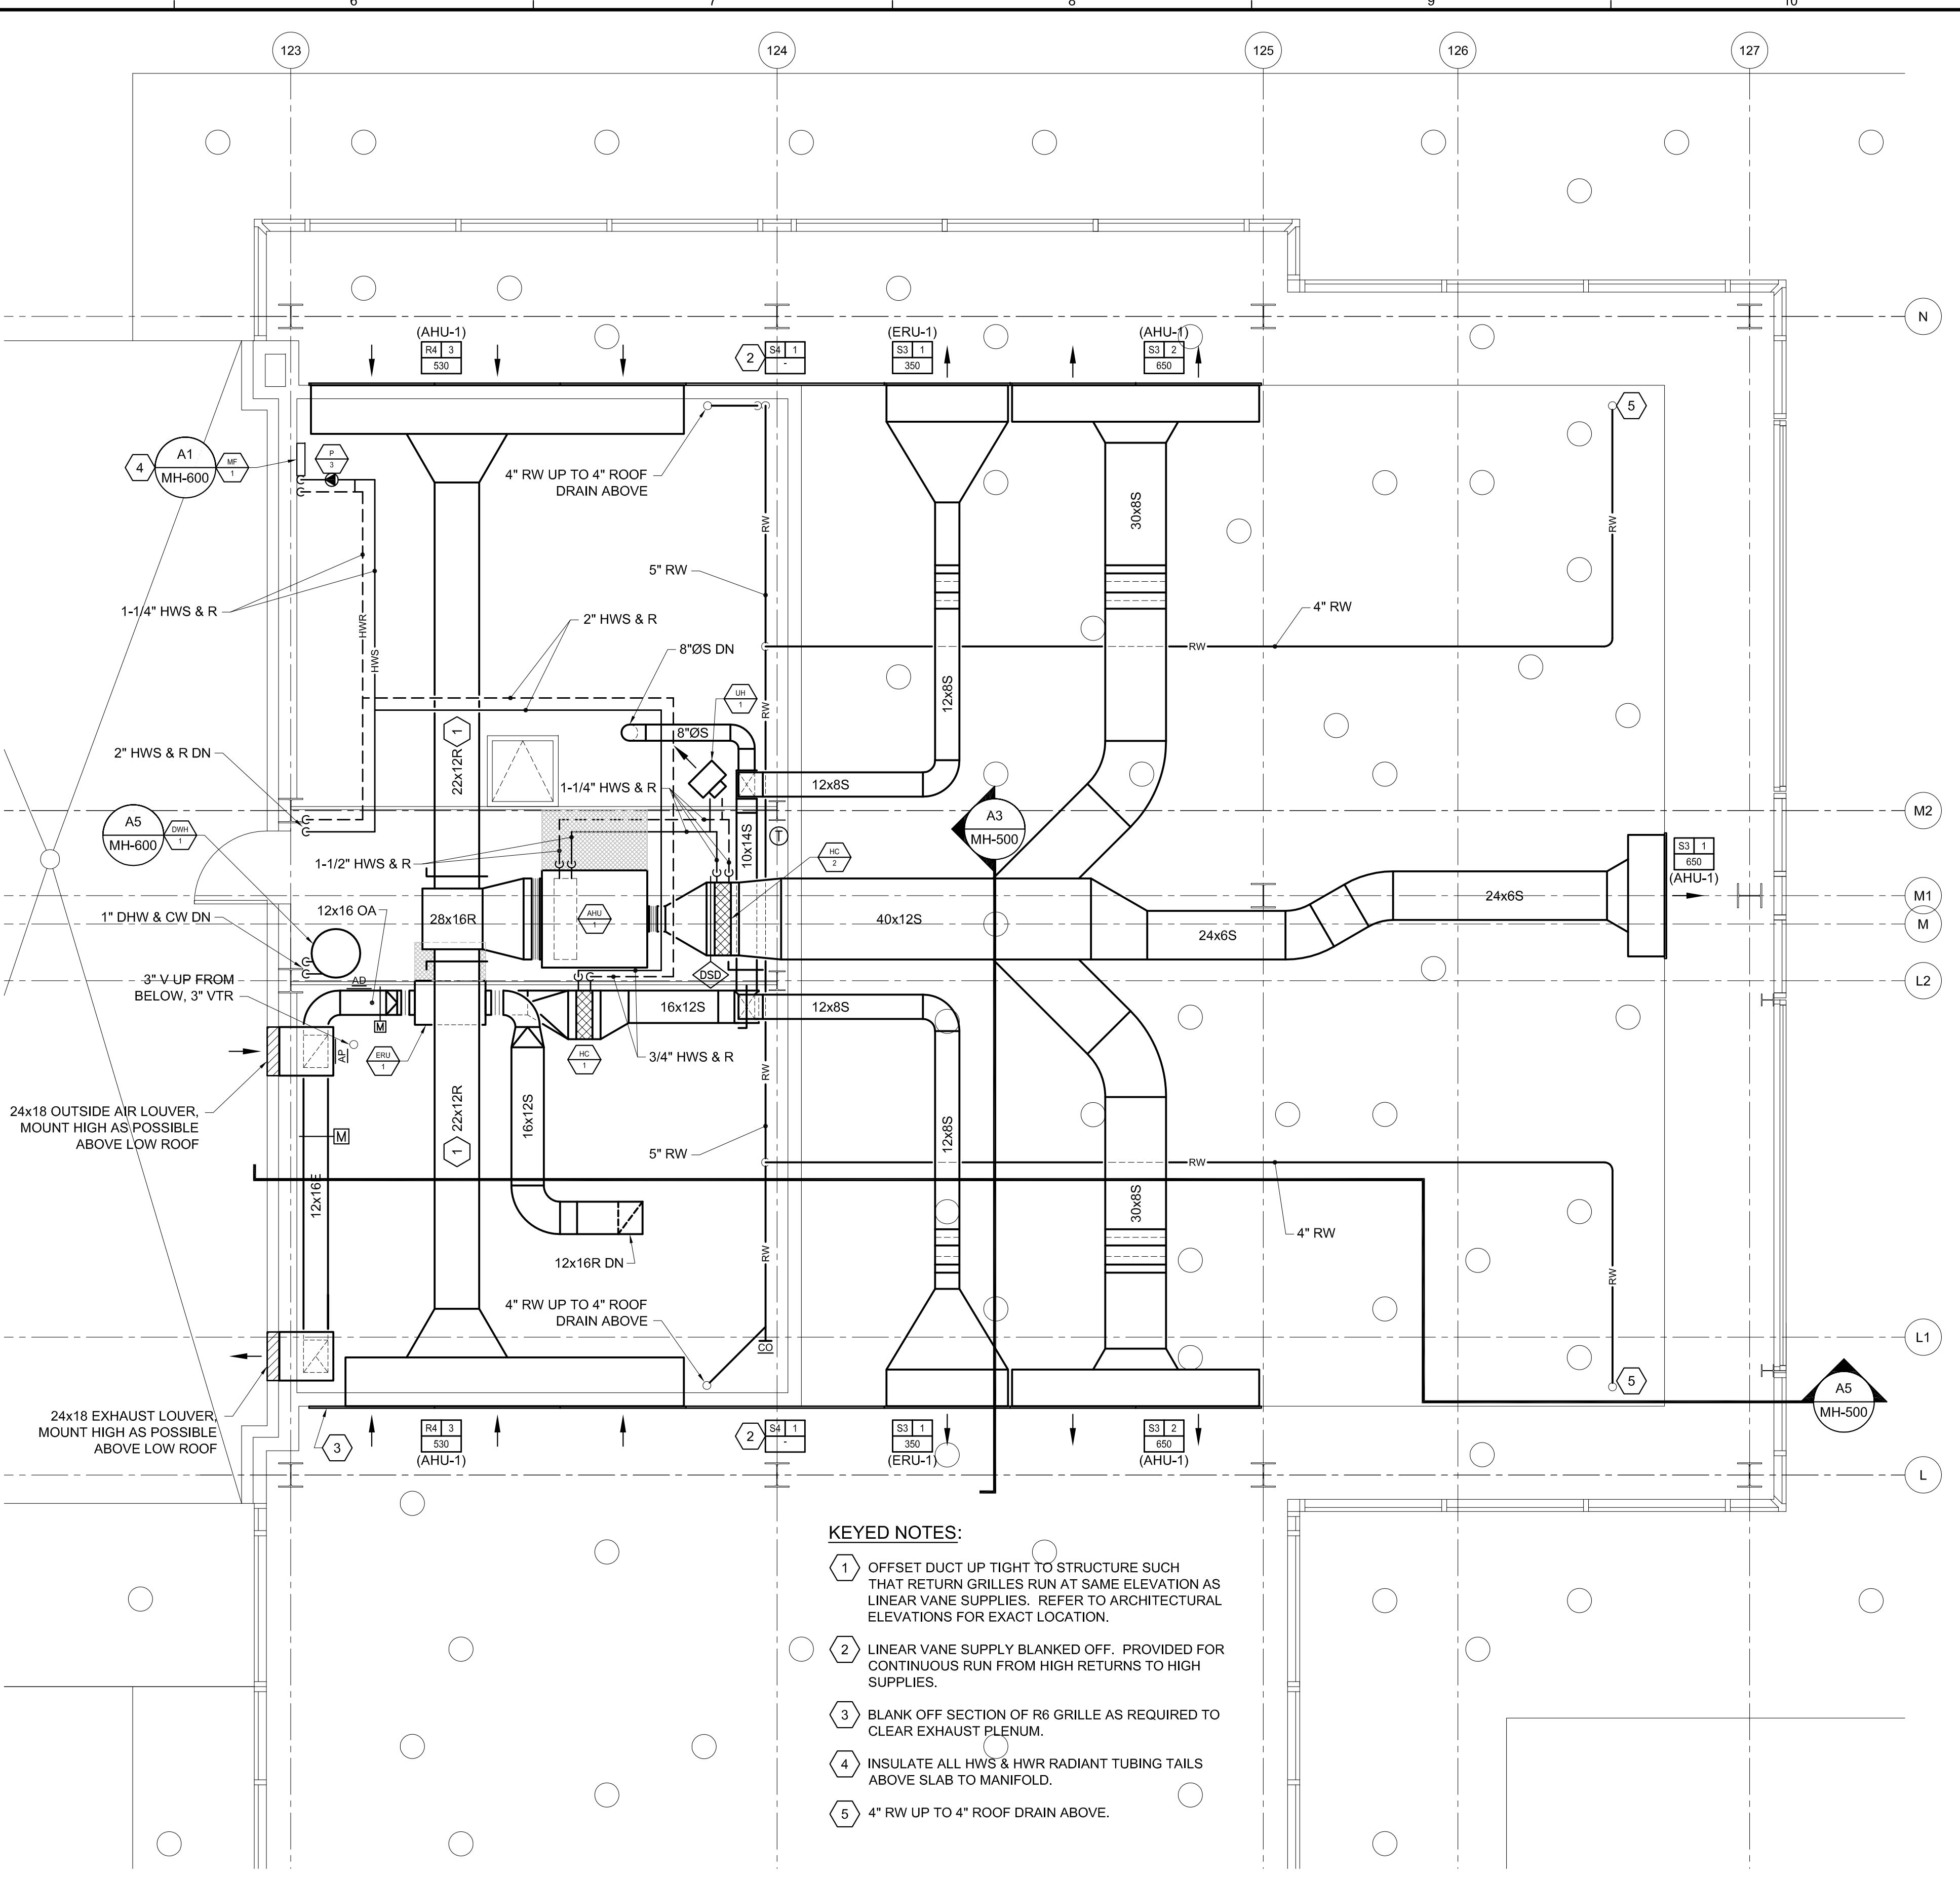 6
7
8
9
10
123
124
125
126
127
N
M2
M1
M
L2
L1
L
(AHU-1)
R4 3
530
2
S4 1
-
(ERU-1)
S3 1
350
(AHU-1)
S3 2
650
4
A1
MH-600
MF
1
P
3
4" RW UP TO 4" ROOF
DRAIN ABOVE
5
RW
30x8S
RW
5" RW
1-1/4" HWS & R
HWR
HWS
2" HWS & R
4" RW
8"ØS DN
RW
UH
1
12x8S
RW
8"ØS
1
22x12R
2" HWS & R DN
1-1/4" HWS & R
12x8S
A5
MH-600
DWH
1
A3
MH-500
T
10x14S
HC
2
1-1/2" HWS & R
S3 1
650
(AHU-1)
1" DHW & CW DN
12x16 OA
28x16R
AHU
1
40x12S
24x6S
24x6S
3" V UP FROM
BELOW, 3" VTR
AD
DSD
M
16x12S
12x8S
AP
ERU
1
HC
1
3/4" HWS & R
RW
24x18 OUTSIDE AIR LOUVER,
MOUNT HIGH AS POSSIBLE
ABOVE LOW ROOF
M
22x12R
1
16x12S
12x8S
5" RW
RW
12x16E
30x8S
4" RW
12x16R DN
RW
RW
4" RW UP TO 4" ROOF
DRAIN ABOVE
CO
5
A5
MH-500
24x18 EXHAUST LOUVER,
MOUNT HIGH AS POSSIBLE
ABOVE LOW ROOF
3
R4 3
530
(AHU-1)
2
S4 1
-
S3 1
350
(ERU-1)
S3 2
650
(AHU-1)
KEYED NOTES:
1 OFFSET DUCT UP TIGHT TO STRUCTURE SUCH
THAT RETURN GRILLES RUN AT SAME ELEVATION AS
LINEAR VANE SUPPLIES. REFER TO ARCHITECTURAL
ELEVATIONS FOR EXACT LOCATION.
2 LINEAR VANE SUPPLY BLANKED OFF. PROVIDED FOR
CONTINUOUS RUN FROM HIGH RETURNS TO HIGH
SUPPLIES.
3 BLANK OFF SECTION OF R6 GRILLE AS REQUIRED TO
CLEAR EXHAUST PLENUM.
4 INSULATE ALL HWS & HWR RADIANT TUBING TAILS
ABOVE SLAB TO MANIFOLD.
5 4" RW UP TO 4" ROOF DRAIN ABOVE.